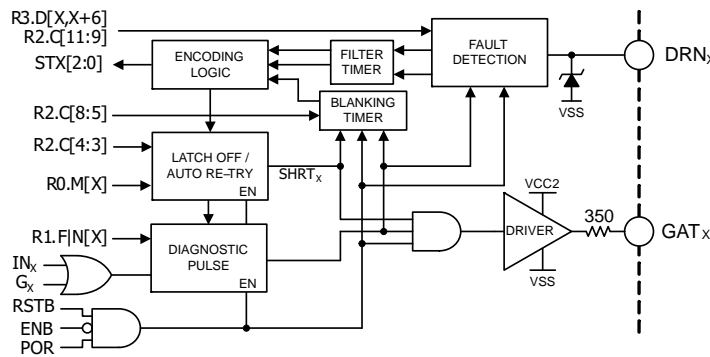 R3.D[X,X+6]
R2.C[11:9]
STX[2:0]
ENCODING
LOGIC
FILTER
TIMER
FAULT
DETECTION
DRNX
VSS
R2.C[8:5]
BLANKING
TIMER
R2.C[4:3]
R0.M[X]
LATCH OFF /
AUTO RE-TRY
EN
SHRTX
VCC2
350
R1.F|N[X]
DIAGNOSTIC
PULSE
EN
DRIVER
GATX
VSS
INX
GX
RSTB
ENB
POR